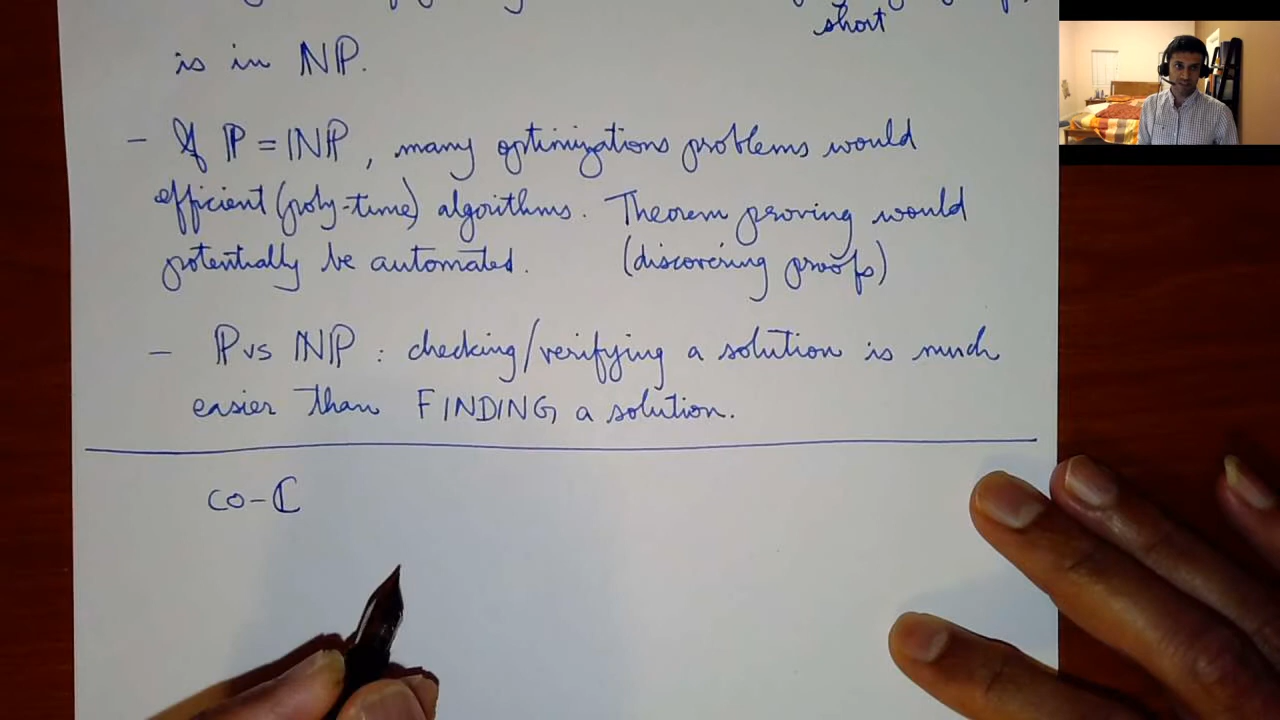 short
is in NP.
- If P = NP, many optimizations problems would
efficient (poly-time) algorithms. Theorem proving would
potentially be automated. (discovering proofs)
- P vs NP : checking/verifying a solution is much
easier than FINDING a solution.
co-C